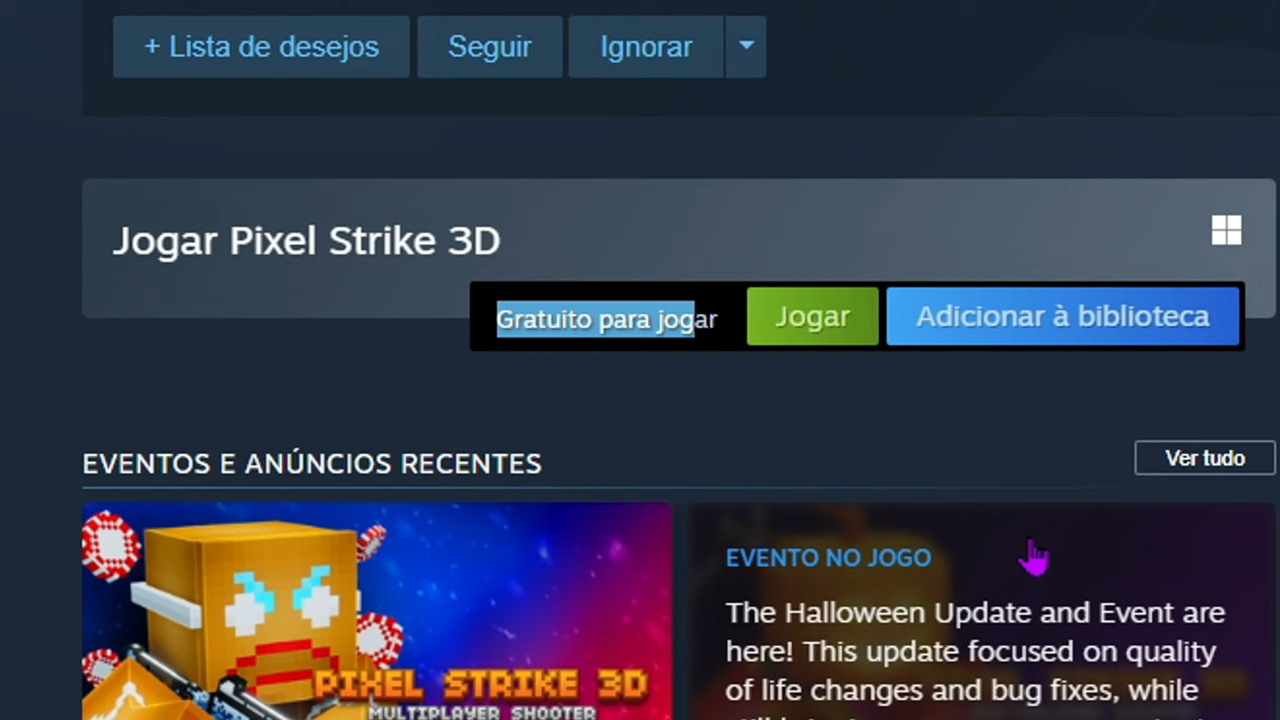 + Lista de desejos
Seguir
Ignorar
Jogar Pixel Strike 3D
Gratuito para jogar
Jogar
Adicionar à biblioteca
EVENTOS E ANÚNCIOS RECENTES
Ver tudo
PIXEL STRIKE 3D
MULTIPLAYER SHOOTER
EVENTO NO JOGO
The Halloween Update and Event are
here! This update focused on quality
of life changes and bug fixes, while